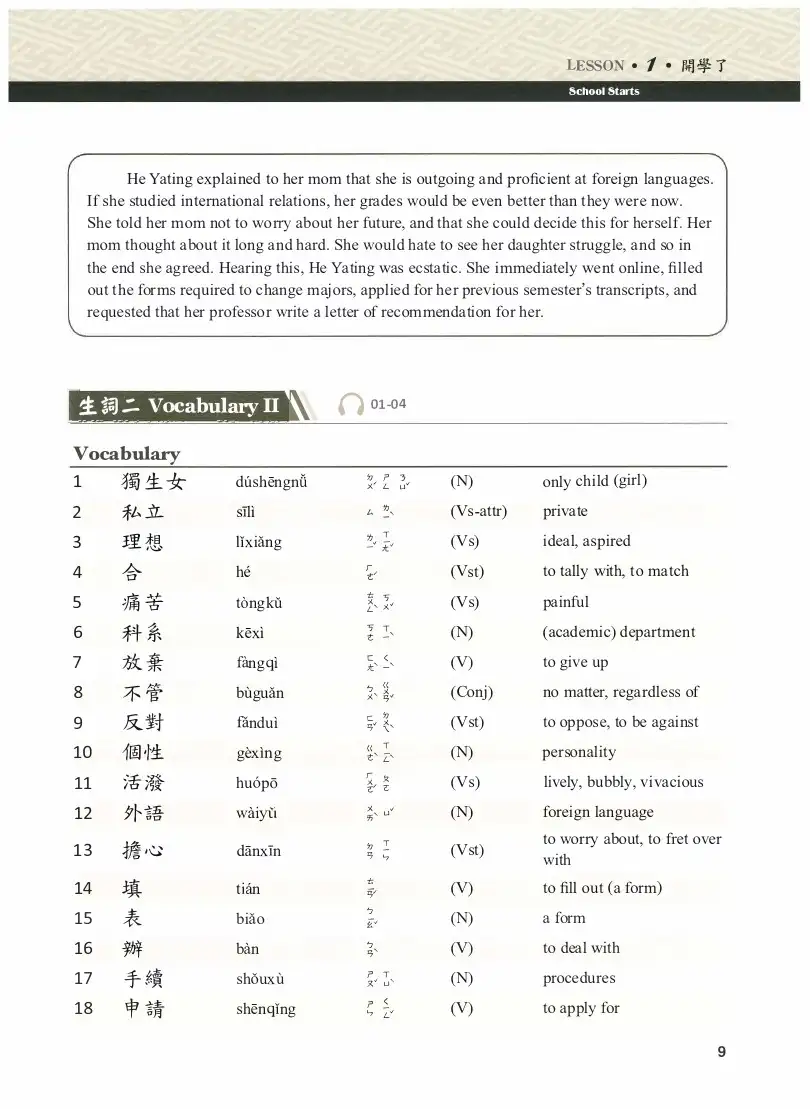 LESSON • 1 • 開學了
School Starts
He Yating explained to her mom that she is outgoing and proficient at foreign languages.
If she studied international relations, her grades would be even better than they were now.
She told her mom not to worry about her future, and that she could decide this for herself. Her
mom thought about it long and hard. She would hate to see her daughter struggle, and so in
the end she agreed. Hearing this, He Yating was ecstatic. She immediately went online, filled
out the forms required to change majors, applied for her previous semester's transcripts, and
requested that her professor write a letter of recommendation for her.
生詞二 Vocabulary II 01-04
Vocabulary
1 獨生女 dúshēngnǚ ㄉㄨˊ ㄕㄥ ㄋㄩˇ (N) only child (girl)
2 私立 sīlì ㄙ ㄌㄧˋ (Vs-attr) private
3 理想 lǐxiǎng ㄌㄧˇ ㄒㄧㄤˇ (Vs) ideal, aspired
4 合 hé ㄏㄜˊ (Vst) to tally with, to match
5 痛苦 tòngkǔ ㄊㄨㄥˋ ㄎㄨˇ (Vs) painful
6 科系 kēxì ㄎㄜ ㄒㄧˋ (N) (academic) department
7 放棄 fàngqì ㄈㄤˋ ㄑㄧˋ (V) to give up
8 不管 bùguǎn ㄅㄨˋ ㄍㄨㄢˇ (Conj) no matter, regardless of
9 反對 fǎnduì ㄈㄢˇ ㄉㄨㄟˋ (Vst) to oppose, to be against
10 個性 gèxìng ㄍㄜˋ ㄒㄧㄥˋ (N) personality
11 活潑 huópō ㄏㄨㄛˊ ㄆㄛ (Vs) lively, bubbly, vivacious
12 外語 wàiyǔ ㄨㄞˋ ㄩˇ (N) foreign language
13 擔心 dānxīn ㄉㄢ ㄒㄧㄣ (Vst) to worry about, to fret over
with
14 填 tián ㄊㄧㄢˊ (V) to fill out (a form)
15 表 biǎo ㄅㄧㄠˇ (N) a form
16 辦 bàn ㄅㄢˋ (V) to deal with
17 手續 shǒuxù ㄕㄡˇ ㄒㄩˋ (N) procedures
18 申請 shēnqǐng ㄕㄣ ㄑㄧㄥˇ (V) to apply for
9